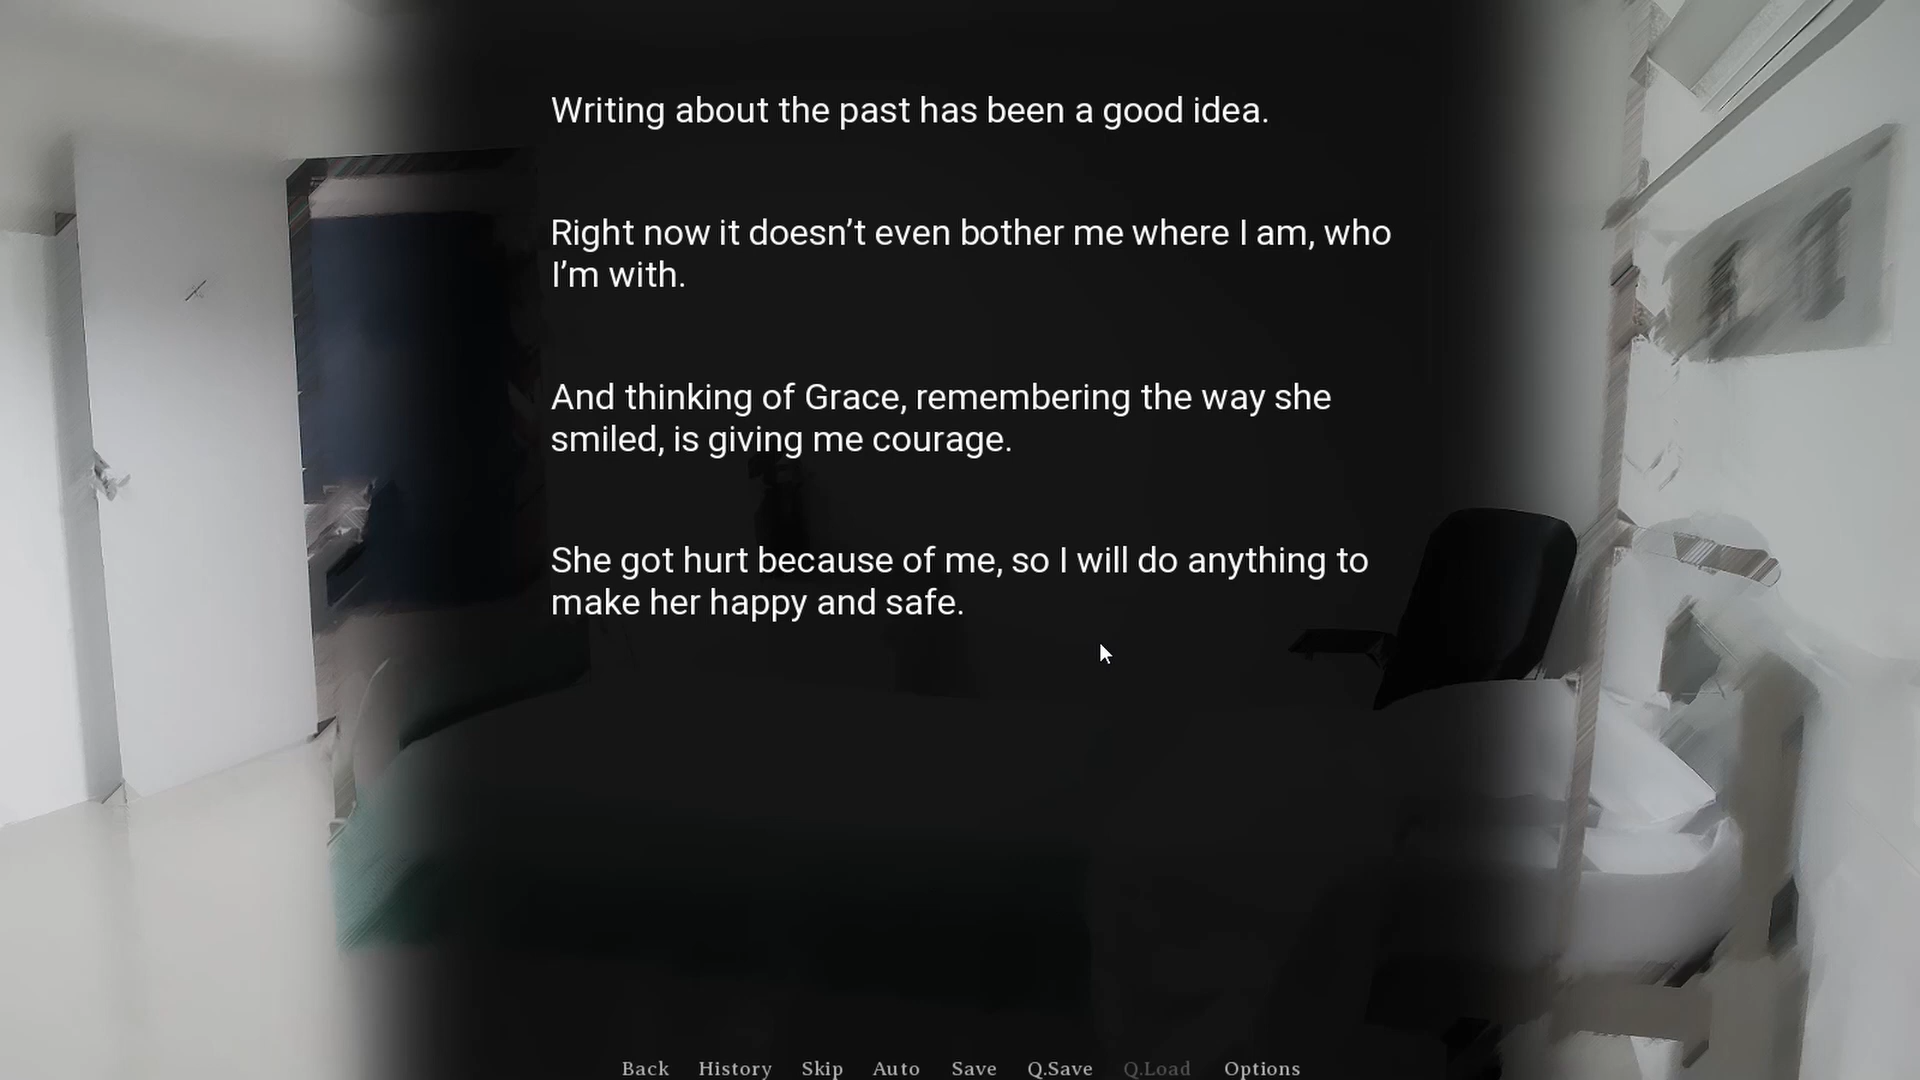 Writing about the past has been a good idea.
Right now it doesn’t even bother me where I am, who
I’m with.
And thinking of Grace, remembering the way she
smiled, is giving me courage.
She got hurt because of me, so I will do anything to
make her happy and safe.
Back History Skip Auto Save Q.Save Q.Load Options